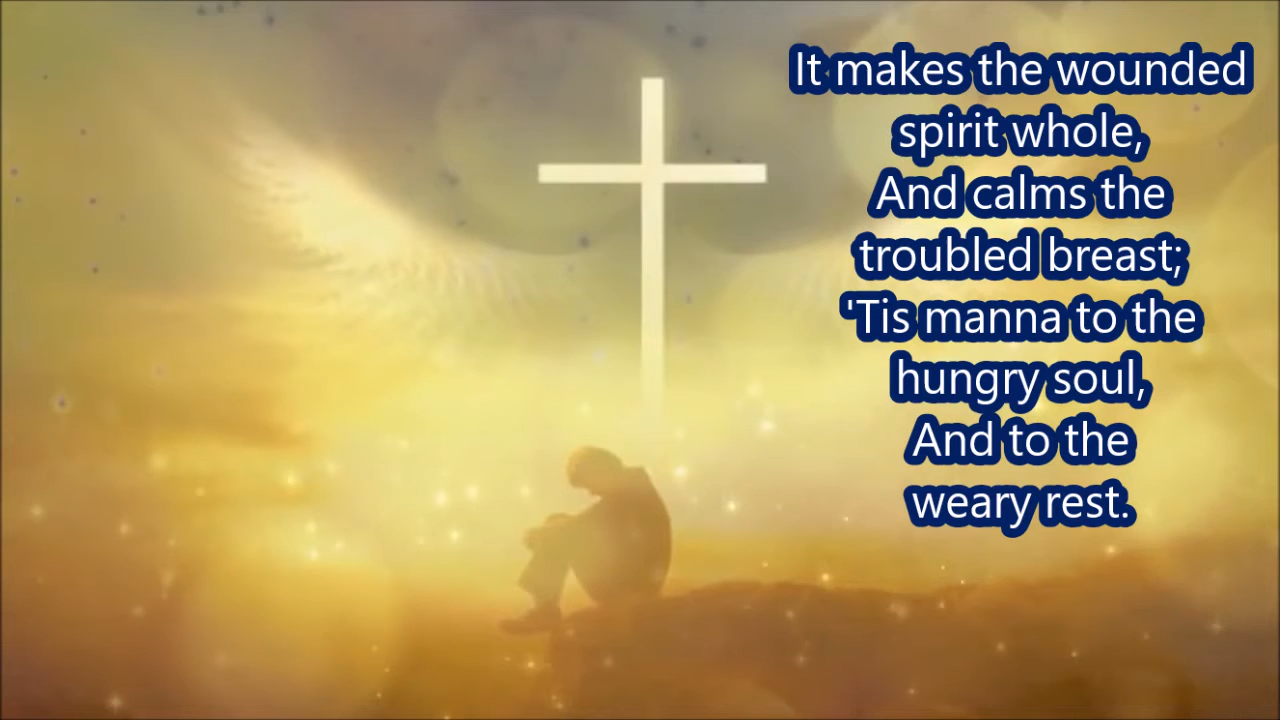 It makes the wounded
spirit whole,
And calms the
troubled breast;
'Tis manna to the
hungry soul,
And to the
weary rest.